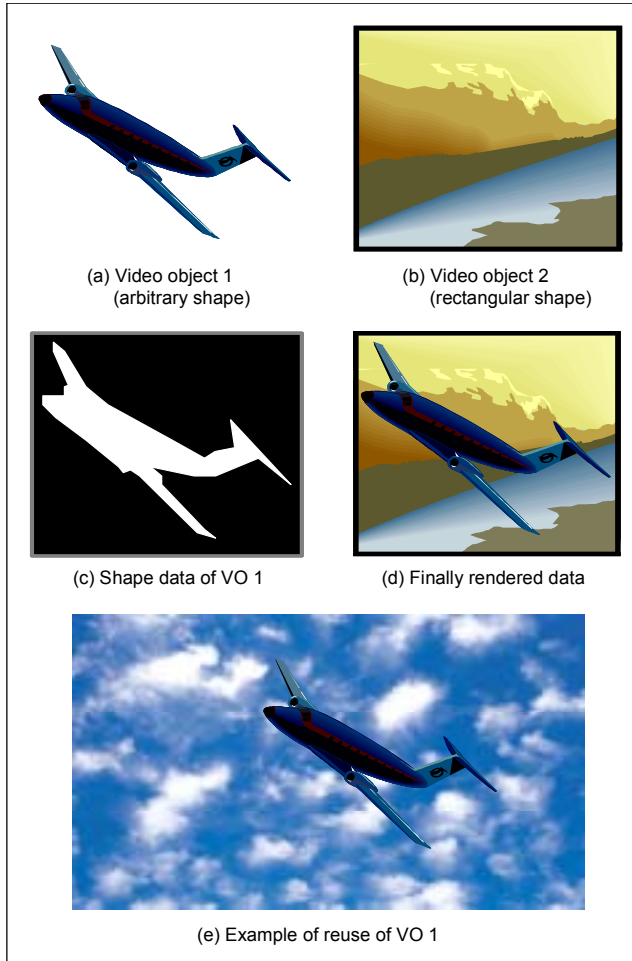 (a) Video object 1
(arbitrary shape)
(b) Video object 2
(rectangular shape)
(c) Shape data of VO 1
(d) Finally rendered data
(e) Example of reuse of VO 1